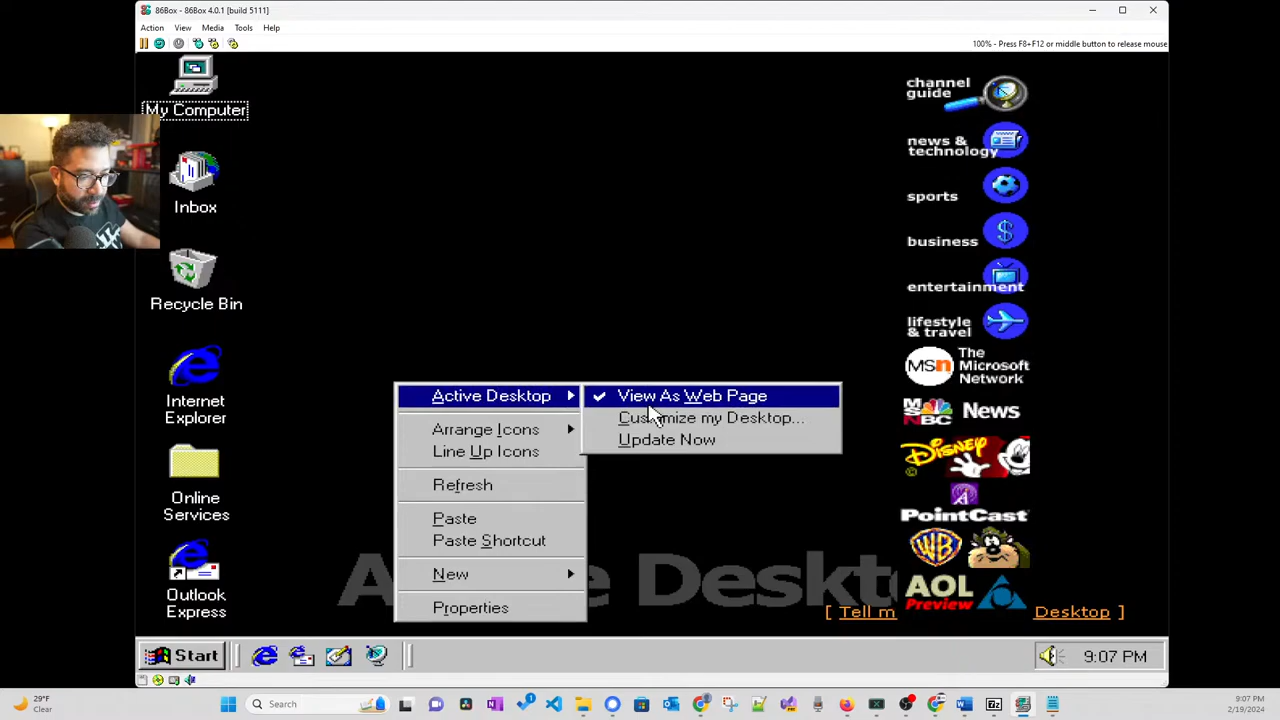 86Box - 86Box 4.0.1 [build 5111]
Action View Media Tools Help
100% - Press F8+F12 or middle button to release mouse
My Computer
Inbox
Recycle Bin
Internet
Explorer
Online
Services
Outlook
Express
channel
guide
news &
technology
sports
business
$
entertainment
lifestyle
& travel
MSn The
Microsoft
Network
MSNBC News
DISNEY
PointCast
WB
AOL
Preview
Active Desktop
Arrange Icons
Line Up Icons
Refresh
Paste
Paste Shortcut
New
Properties
View As Web Page
Customize my Desktop...
Update Now
[ Tell m Desktop ]
Start
9:07 PM
29°F
Clear
Search
9:07 PM
2/19/2024